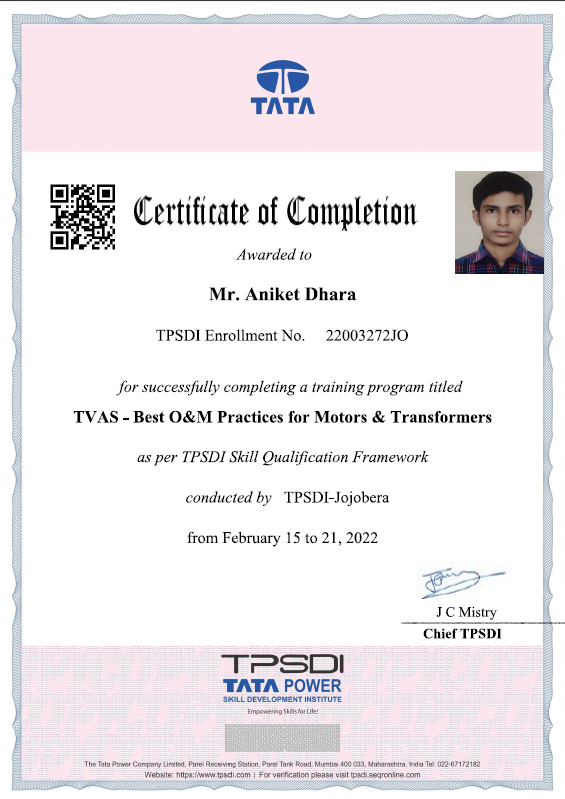 TATA
Certificate of Completion
Awarded to
Mr. Aniket Dhara
TPSDI Enrollment No. 22003272JO
for successfully completing a training program titled
TVAS - Best O&M Practices for Motors & Transformers
as per TPSDI Skill Qualification Framework
conducted by TPSDI-Jojobera
from February 15 to 21, 2022
J C Mistry
Chief TPSDI
TPSDI
TATA POWER
SKILL DEVELOPMENT INSTITUTE
Empowering Skills for Life!
The Tata Power Company Limited, Parel Receiving Station, Parel Tank Road, Mumbai 400 033, Maharashtra, India Tel: 022-67172182
Website: https://www.tpsdi.com | For verification please visit tpsdi.seqronline.com